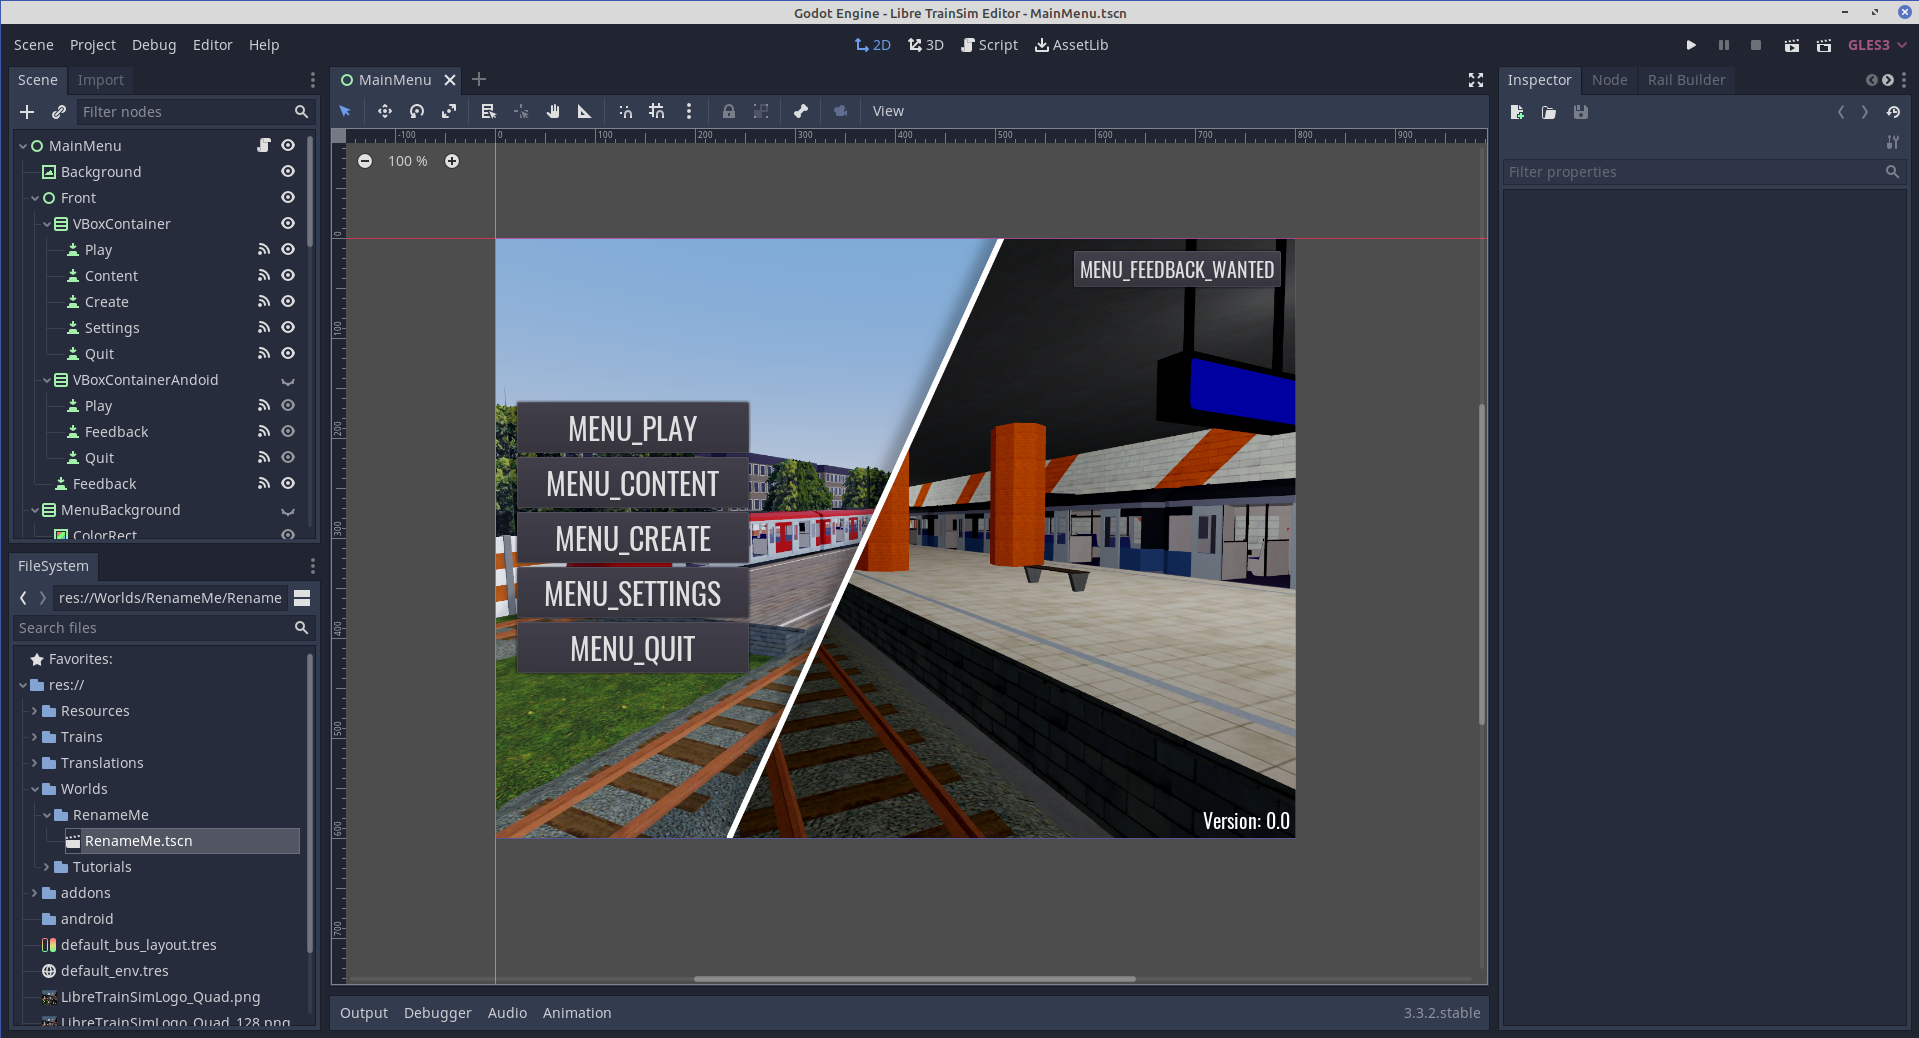 Godot Engine - Libre TrainSim Editor - MainMenu.tscn
Scene Project Debug Editor Help
2D 3D Script AssetLib
GLES3
Scene Import
Filter nodes
MainMenu
Background
Front
VBoxContainer
Play
Content
Create
Settings
Quit
VBoxContainerAndoid
Play
Feedback
Quit
Feedback
MenuBackground
ColorRect
FileSystem
res://Worlds/RenameMe/Rename
Search files
Favorites:
res://
Resources
Trains
Translations
Worlds
RenameMe
RenameMe.tscn
Tutorials
addons
android
default_bus_layout.tres
default_env.tres
LibreTrainSimLogo_Quad.png
LibreTrainSimLogo_Quad_128.png
MainMenu
View
-100 0 100 200 300 400 500 600 700 800 900
100 %
0
100
200
300
400
500
600
700
MENU_FEEDBACK_WANTED
MENU_PLAY
MENU_CONTENT
MENU_CREATE
MENU_SETTINGS
MENU_QUIT
Version: 0.0
Output Debugger Audio Animation
3.3.2.stable
Inspector Node Rail Builder
Filter properties